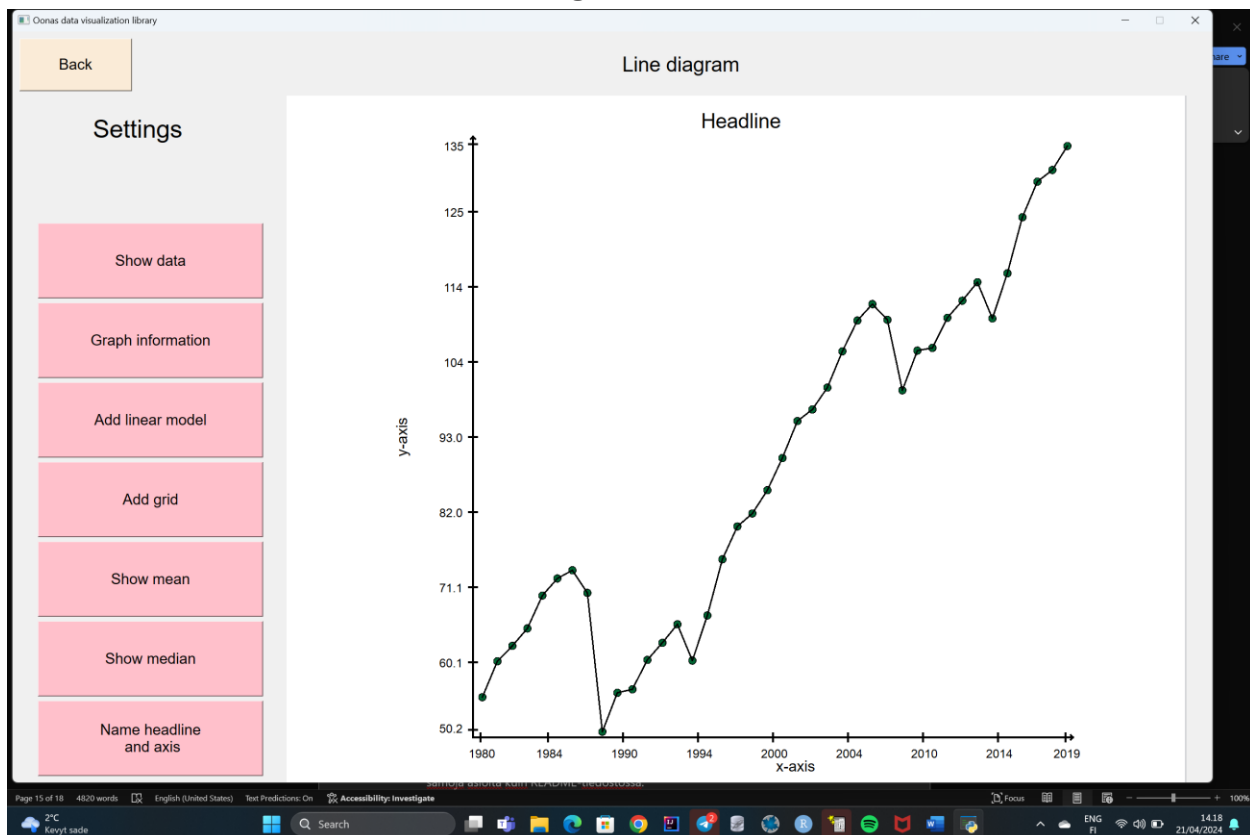 Oonas data visualization library
Back
Line diagram
Settings
Show data
Graph information
Add linear model
Add grid
Show mean
Show median
Name headline
and axis
Headline
135
125
114
104
93.0
82.0
71.1
60.1
50.2
y-axis
1980 1984 1990 1994 2000 2004 2010 2014 2019
x-axis
samoja asioita kuin README-tiedostossa.
Page 15 of 18 4820 words English (United States) Text Predictions: On Accessibility: Investigate Focus 100%
2°C
Kevyt sade
Search
2
ENG
FI
14.18
21/04/2024